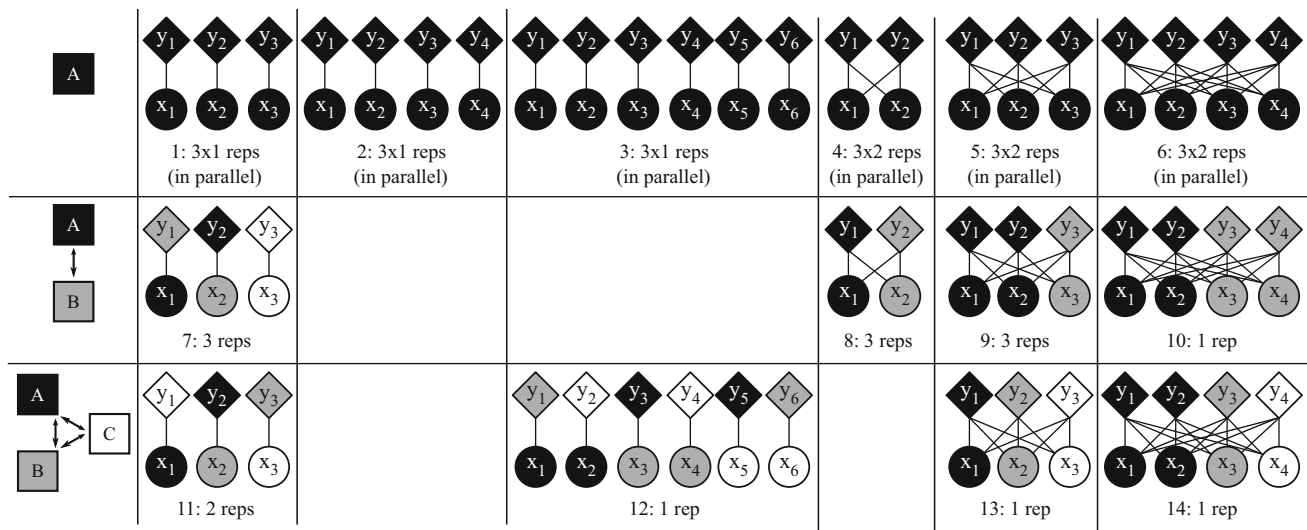 A
y1 y2 y3 y1 y2 y3 y4 y1 y2 y3 y4 y5 y6 y1 y2 y1 y2 y3 y1 y2 y3 y4
x1 x2 x3 x1 x2 x3 x4 x1 x2 x3 x4 x5 x6 x1 x2 x1 x2 x3 x1 x2 x3 x4
1: 3x1 reps 2: 3x1 reps 3: 3x1 reps 4: 3x2 reps 5: 3x2 reps 6: 3x2 reps
(in parallel) (in parallel) (in parallel) (in parallel) (in parallel) (in parallel)
A y1 y2 y3 y1 y2 y1 y2 y3 y1 y2 y3 y4
B x1 x2 x3 x1 x2 x1 x2 x3 x1 x2 x3 x4
7: 3 reps 8: 3 reps 9: 3 reps 10: 1 rep
A y1 y2 y3 y1 y2 y3 y4 y5 y6 y1 y2 y3 y1 y2 y3 y4
C
B x1 x2 x3 x1 x2 x3 x4 x5 x6 x1 x2 x3 x1 x2 x3 x4
11: 2 reps 12: 1 rep 13: 1 rep 14: 1 rep